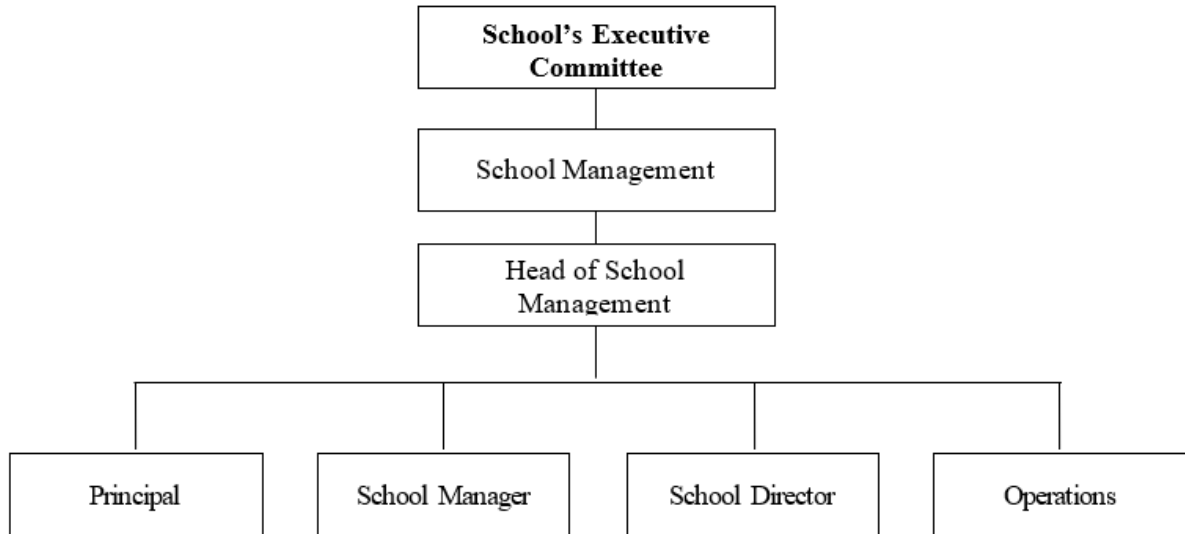 School’s Executive
Committee
School Management
Head of School
Management
Principal
School Manager
School Director
Operations